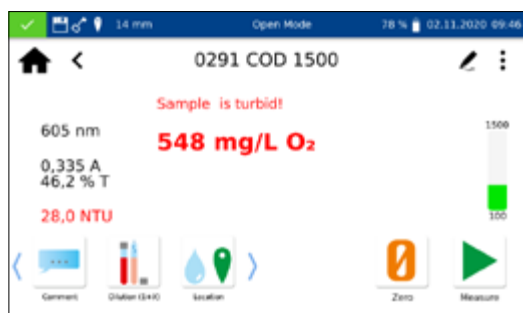 14 mm Open Mode 78 % 02.11.2020 09:46
0291 COD 1500
Sample is turbid!
605 nm
548 mg/L O₂
1500
0,335 A
46,2 % T
28,0 NTU
100
Comment Dilution (1+X) Location Zero Measure